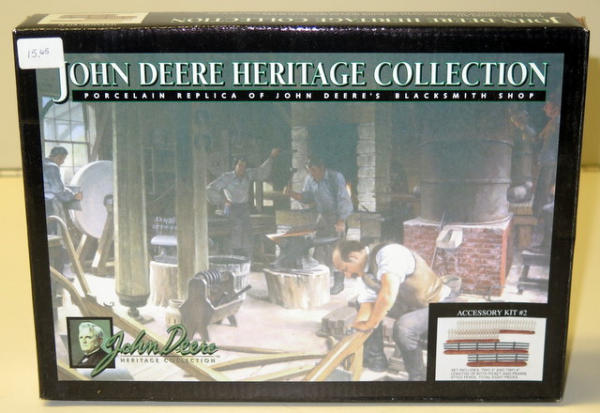 JOHN DEERE HERITAGE COLLECTION
15.45
JOHN DEERE HERITAGE COLLECTION
PORCELAIN REPLICA OF JOHN DEERE'S BLACKSMITH SHOP
ACCESSORY KIT #2
John Deere
HERITAGE COLLECTION